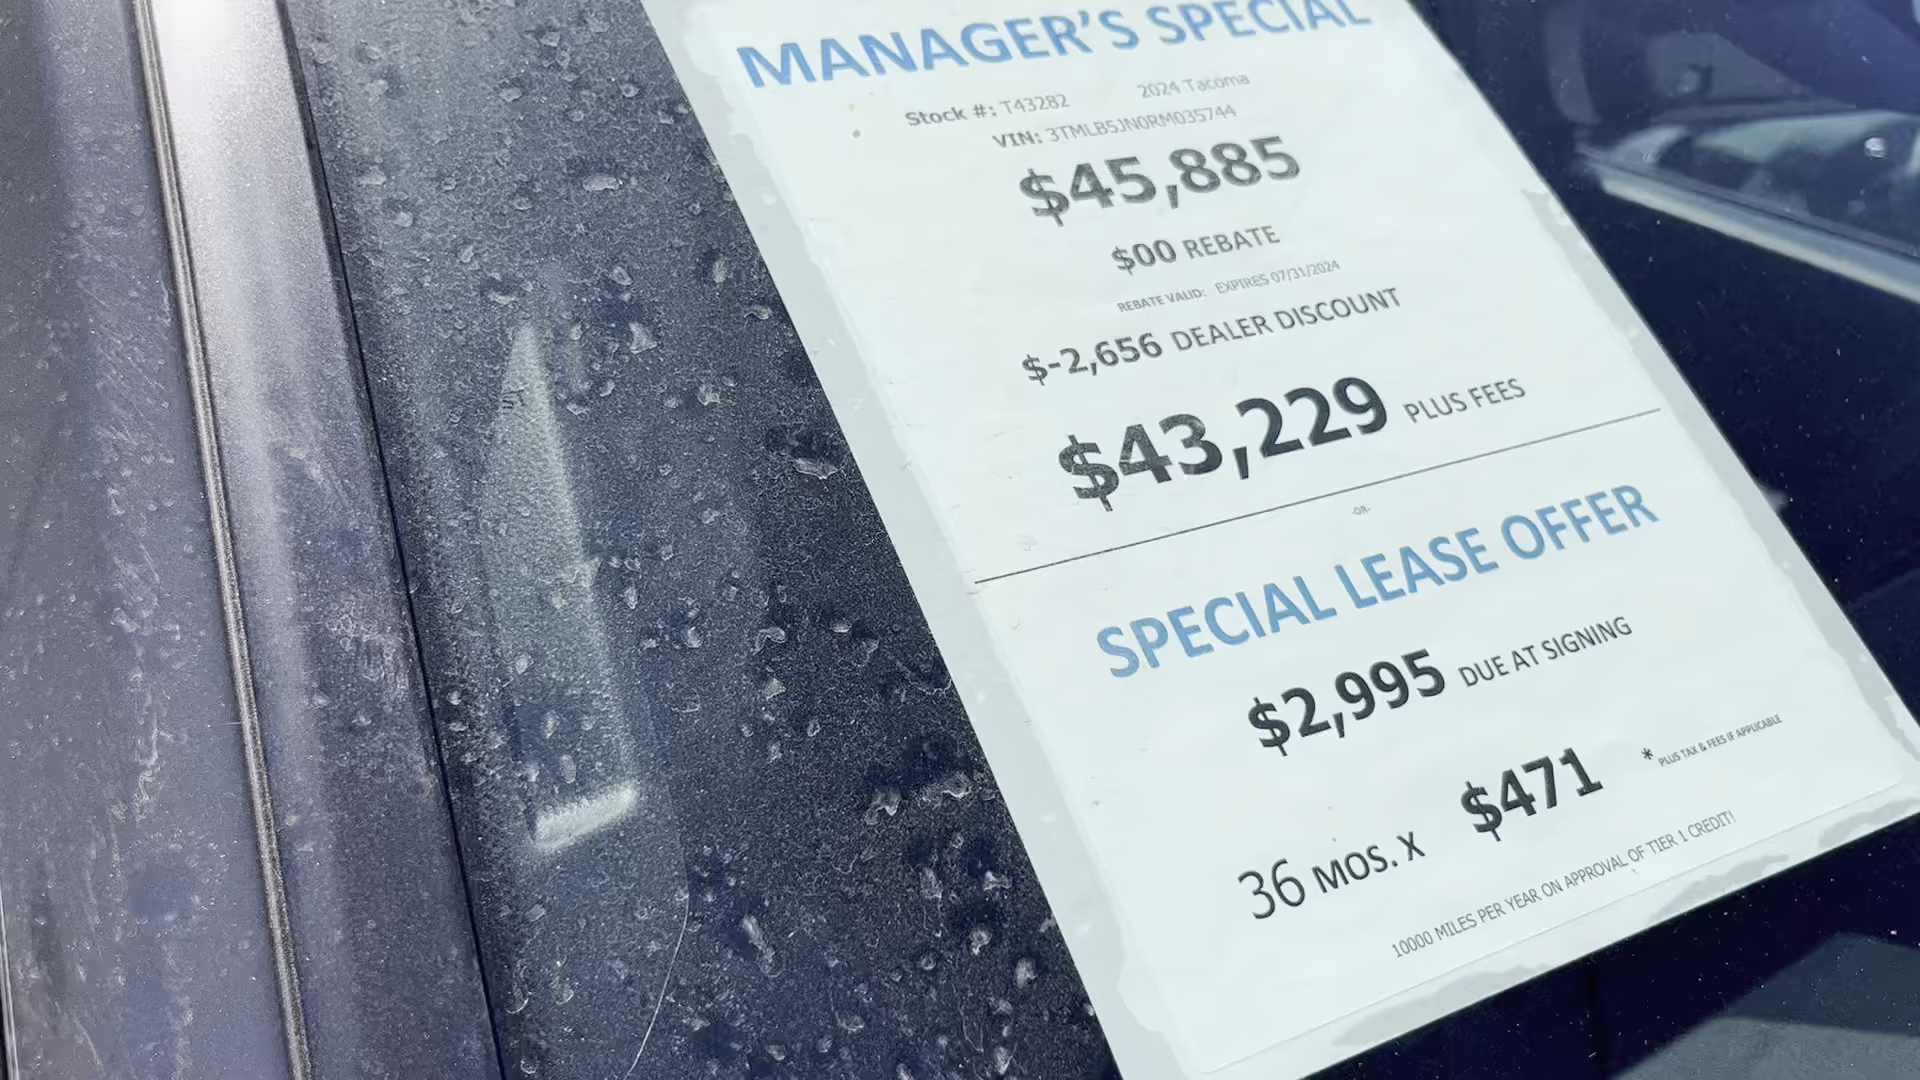 MANAGER'S SPECIAL
Stock #: T43282 2024 Tacoma
VIN: 3TMLB5JN0RM035744
$45,885
$00 REBATE
REBATE VALID: EXPIRES 07/31/2024
$-2,656 DEALER DISCOUNT
$43,229 PLUS FEES
-OR-
SPECIAL LEASE OFFER
$2,995 DUE AT SIGNING
36 MOS. X $471 * PLUS TAX & FEES IF APPLICABLE
10000 MILES PER YEAR ON APPROVAL OF TIER 1 CREDIT!